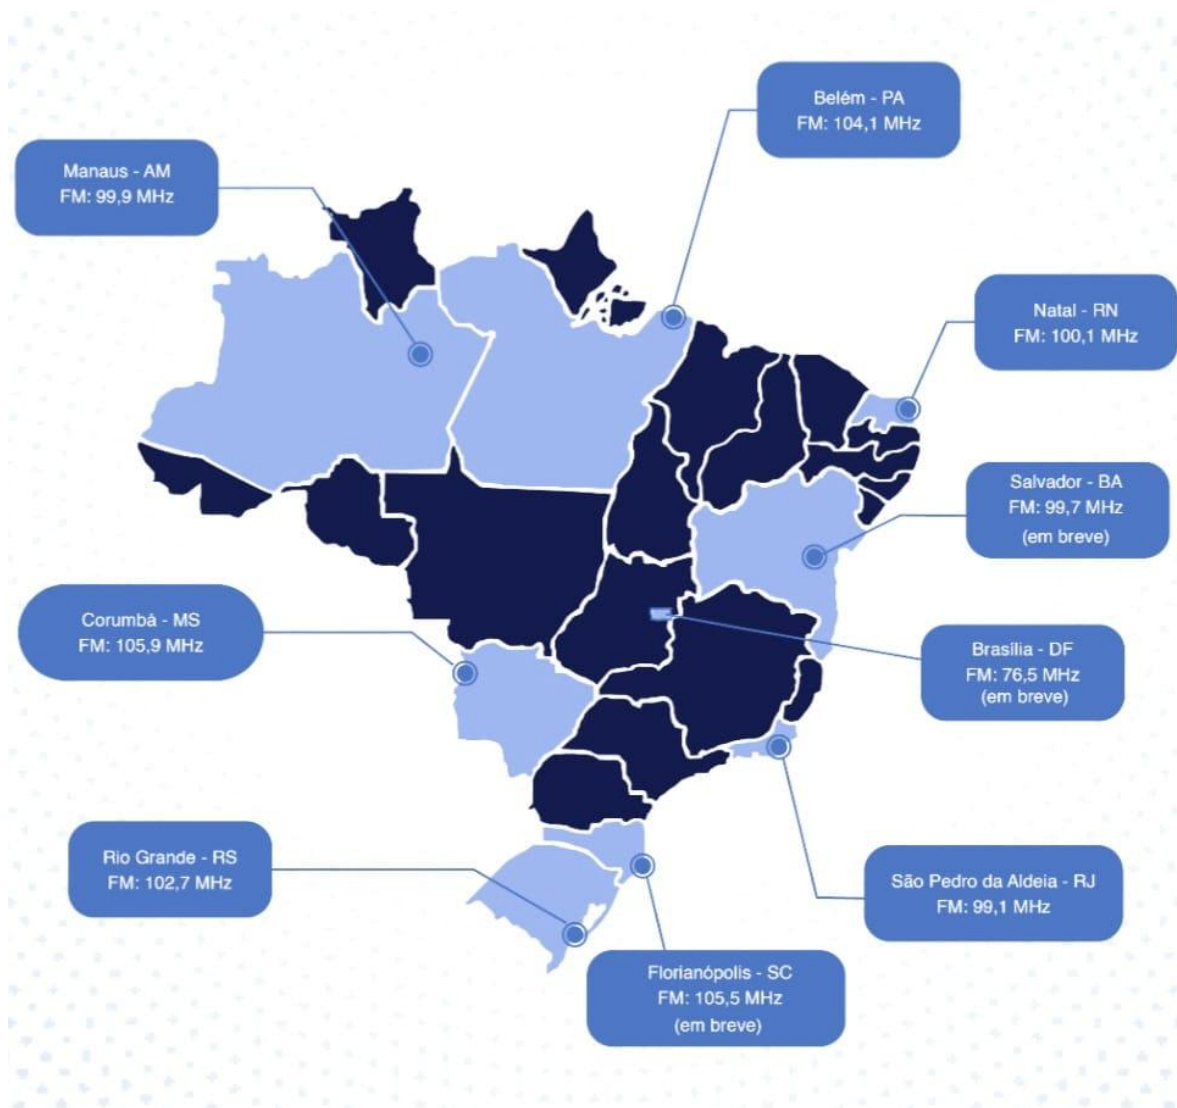 Belém - PA
FM: 104,1 MHz
Manaus - AM
FM: 99,9 MHz
Natal - RN
FM: 100,1 MHz
Salvador - BA
FM: 99,7 MHz
(em breve)
Corumbá - MS
FM: 105,9 MHz
Brasília - DF
FM: 76,5 MHz
(em breve)
Rio Grande - RS
FM: 102,7 MHz
São Pedro da Aldeia - RJ
FM: 99,1 MHz
Florianópolis - SC
FM: 105,5 MHz
(em breve)